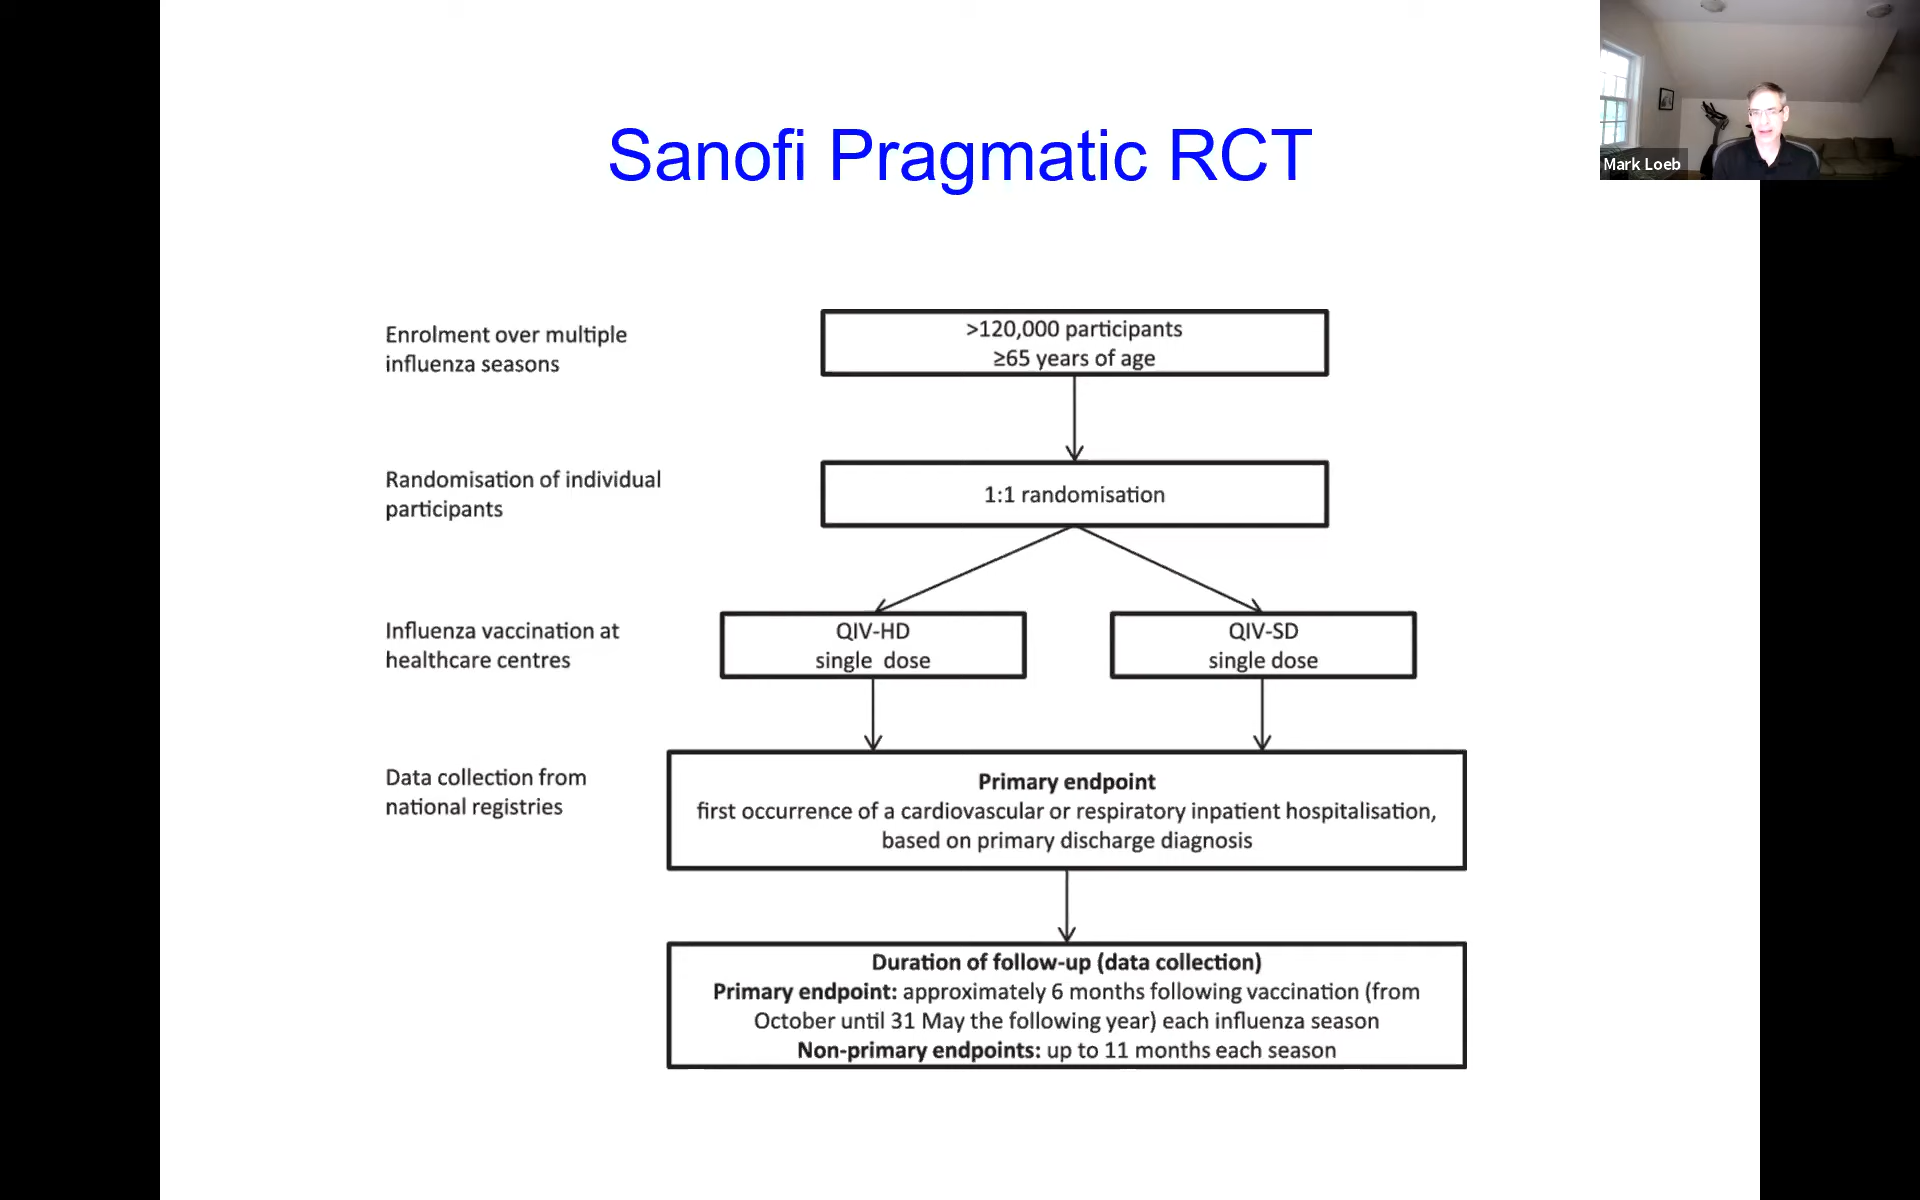 Sanofi Pragmatic RCT
Mark Loeb
Enrolment over multiple
influenza seasons
>120,000 participants
≥65 years of age
Randomisation of individual
participants
1:1 randomisation
Influenza vaccination at
healthcare centres
QIV-HD
single dose
QIV-SD
single dose
Data collection from
national registries
Primary endpoint
first occurrence of a cardiovascular or respiratory inpatient hospitalisation,
based on primary discharge diagnosis
Duration of follow-up (data collection)
Primary endpoint: approximately 6 months following vaccination (from
October until 31 May the following year) each influenza season
Non-primary endpoints: up to 11 months each season